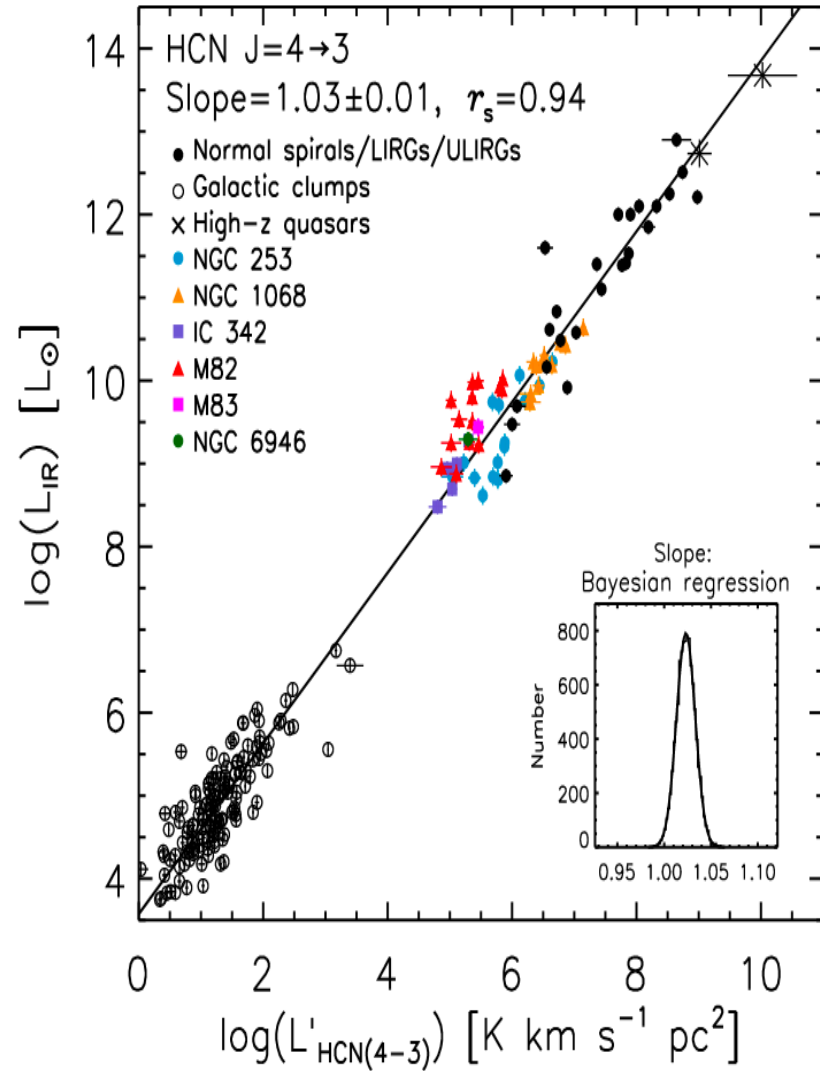 HCN J=4→3
Slope=1.03±0.01, rₛ=0.94
Normal spirals/LIRGs/ULIRGs
Galactic clumps
High-z quasars
NGC 253
NGC 1068
IC 342
M82
M83
NGC 6946
14
12
10
8
6
4
log(L_IR) [L_⊙]
0 2 4 6 8 10
log(L'_HCN(4−3)) [K km s⁻¹ pc²]
Slope:
Bayesian regression
800
600
400
200
0
Number
0.95 1.00 1.05 1.10